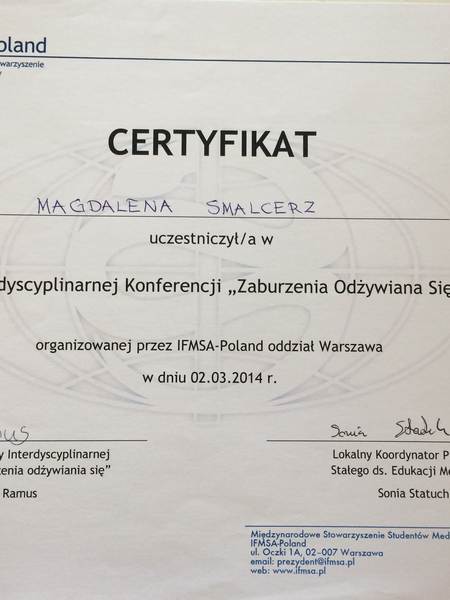 oland
warzyszenie
CERTYFIKAT
MAGDALENA SMALCERZ
uczestniczył/a w
dyscyplinarnej Konferencji „Zaburzenia Odżywiana Się
organizowanej przez IFMSA-Poland oddział Warszawa
w dniu 02.03.2014 r.
Sonia
y Interdyscyplinarnej
Lokalny Koordynator P
zenia odżywiania się”
Stałego ds. Edukacji Me
Ramus
Sonia Statuch
Międzynarodowe Stowarzyszenie Studentów Med
IFMSA-Poland
ul. Oczki 1A, 02-007 Warszawa
email: prezydent@ifmsa.pl
web: www.ifmsa.pl